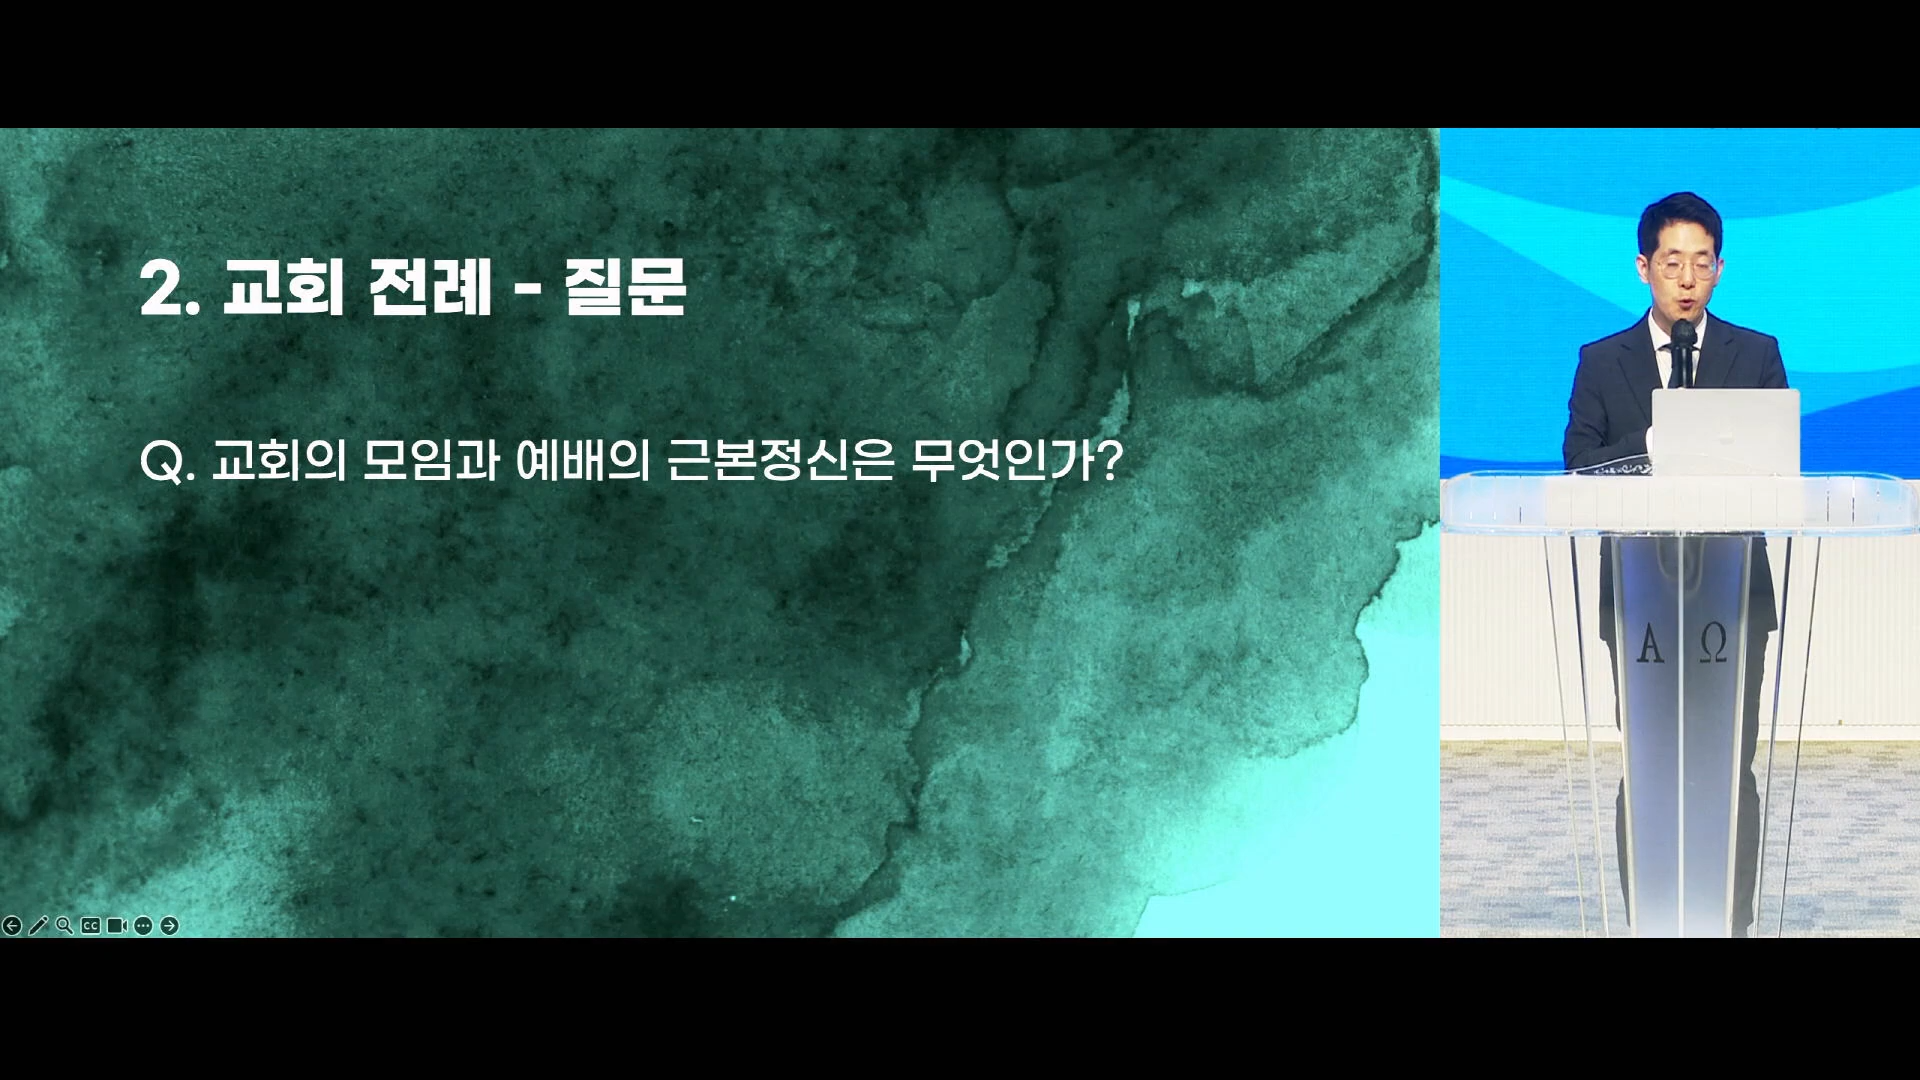 2. 교회 전례 - 질문
Q. 교회의 모임과 예배의 근본정신은 무엇인가?
CC
Α Ω